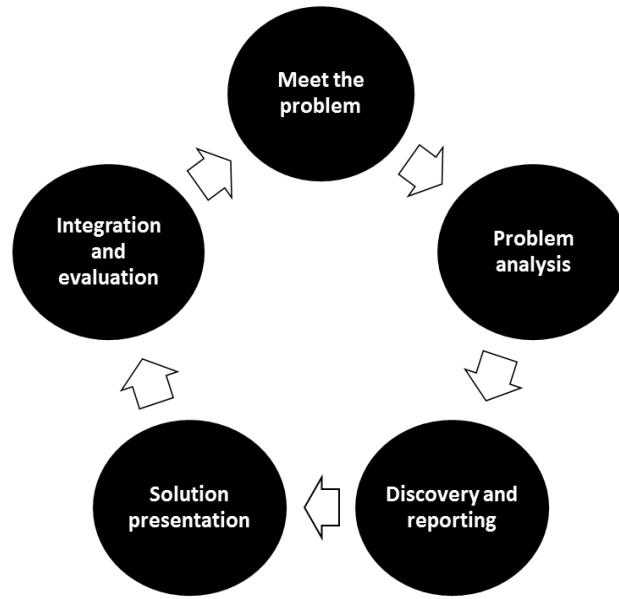 Meet the
problem
Problem
analysis
Discovery and
reporting
Solution
presentation
Integration
and
evaluation